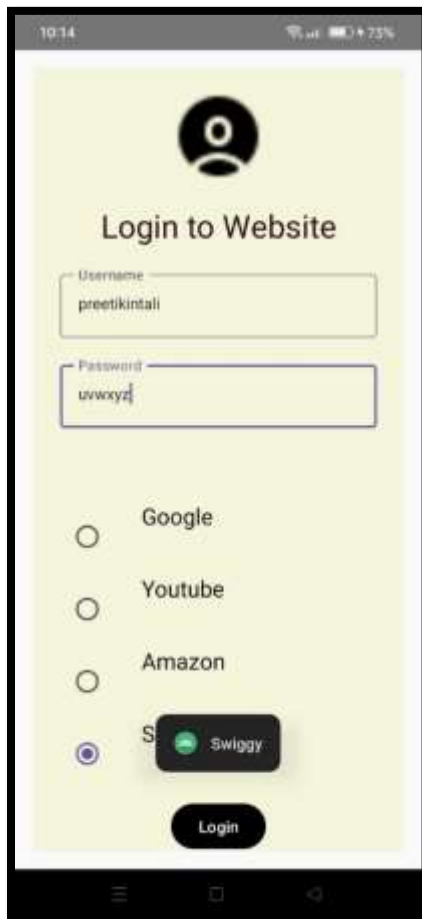 10:14
73%
Login to Website
Username
preetikintali
Password
uvwxyz
Google
Youtube
Amazon
S
Swiggy
Login